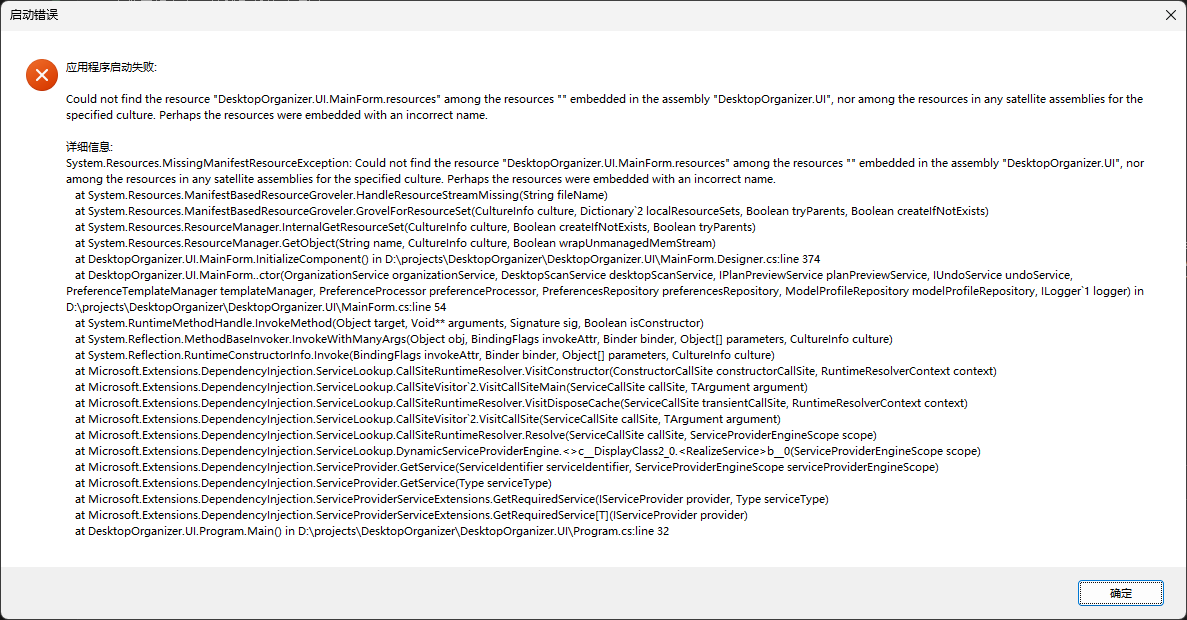 启动错误
应用程序启动失败:
Could not find the resource "DesktopOrganizer.UI.MainForm.resources" among the resources "" embedded in the assembly "DesktopOrganizer.UI", nor among the resources in any satellite assemblies for the
specified culture. Perhaps the resources were embedded with an incorrect name.
详细信息:
System.Resources.MissingManifestResourceException: Could not find the resource "DesktopOrganizer.UI.MainForm.resources" among the resources "" embedded in the assembly "DesktopOrganizer.UI", nor
among the resources in any satellite assemblies for the specified culture. Perhaps the resources were embedded with an incorrect name.
at System.Resources.ManifestBasedResourceGroveler.HandleResourceStreamMissing(String fileName)
at System.Resources.ManifestBasedResourceGroveler.GrovelForResourceSet(CultureInfo culture, Dictionary`2 localResourceSets, Boolean tryParents, Boolean createIfNotExists)
at System.Resources.ResourceManager.InternalGetResourceSet(CultureInfo culture, Boolean createIfNotExists, Boolean tryParents)
at System.Resources.ResourceManager.GetObject(String name, CultureInfo culture, Boolean wrapUnmanagedMemStream)
at DesktopOrganizer.UI.MainForm.InitializeComponent() in D:\projects\DesktopOrganizer\DesktopOrganizer.UI\MainForm.Designer.cs:line 374
at DesktopOrganizer.UI.MainForm..ctor(OrganizationService organizationService, DesktopScanService desktopScanService, IPlanPreviewService planPreviewService, IUndoService undoService,
PreferenceTemplateManager templateManager, PreferenceProcessor preferenceProcessor, PreferencesRepository preferencesRepository, ModelProfileRepository modelProfileRepository, ILogger`1 logger) in
D:\projects\DesktopOrganizer\DesktopOrganizer.UI\MainForm.cs:line 54
at System.RuntimeMethodHandle.InvokeMethod(Object target, Void** arguments, Signature sig, Boolean isConstructor)
at System.Reflection.MethodBaseInvoker.InvokeWithManyArgs(Object obj, BindingFlags invokeAttr, Binder binder, Object[] parameters, CultureInfo culture)
at System.Reflection.RuntimeConstructorInfo.Invoke(BindingFlags invokeAttr, Binder binder, Object[] parameters, CultureInfo culture)
at Microsoft.Extensions.DependencyInjection.ServiceLookup.CallSiteRuntimeResolver.VisitConstructor(ConstructorCallSite constructorCallSite, RuntimeResolverContext context)
at Microsoft.Extensions.DependencyInjection.ServiceLookup.CallSiteVisitor`2.VisitCallSiteMain(ServiceCallSite callSite, TArgument argument)
at Microsoft.Extensions.DependencyInjection.ServiceLookup.CallSiteRuntimeResolver.VisitDisposeCache(ServiceCallSite transientCallSite, RuntimeResolverContext context)
at Microsoft.Extensions.DependencyInjection.ServiceLookup.CallSiteVisitor`2.VisitCallSite(ServiceCallSite callSite, TArgument argument)
at Microsoft.Extensions.DependencyInjection.ServiceLookup.CallSiteRuntimeResolver.Resolve(ServiceCallSite callSite, ServiceProviderEngineScope scope)
at Microsoft.Extensions.DependencyInjection.ServiceLookup.DynamicServiceProviderEngine.<>c__DisplayClass2_0.<RealizeService>b__0(ServiceProviderEngineScope scope)
at Microsoft.Extensions.DependencyInjection.ServiceProvider.GetService(ServiceIdentifier serviceIdentifier, ServiceProviderEngineScope serviceProviderEngineScope)
at Microsoft.Extensions.DependencyInjection.ServiceProvider.GetService(Type serviceType)
at Microsoft.Extensions.DependencyInjection.ServiceProviderServiceExtensions.GetRequiredService(IServiceProvider provider, Type serviceType)
at Microsoft.Extensions.DependencyInjection.ServiceProviderServiceExtensions.GetRequiredService[T](IServiceProvider provider)
at DesktopOrganizer.UI.Program.Main() in D:\projects\DesktopOrganizer\DesktopOrganizer.UI\Program.cs:line 32
确定